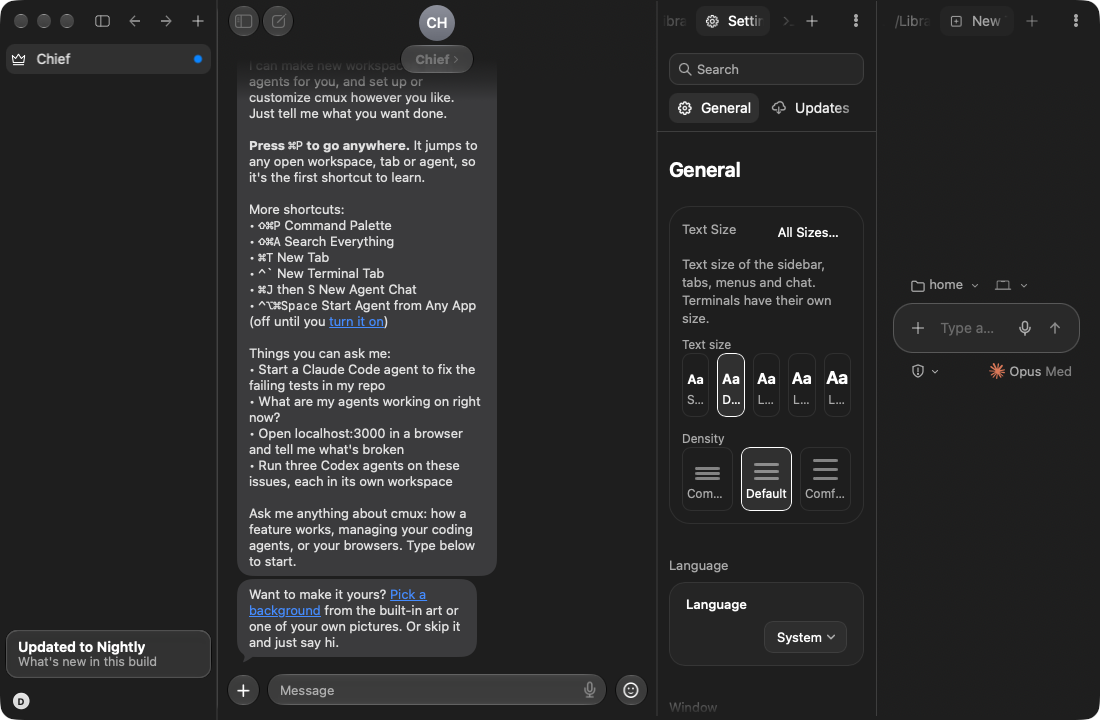 Chief
Updated to Nightly
What's new in this build
D
CH
Chief ›
I can make new workspac
agents for you, and set up or
customize cmux however you like.
Just tell me what you want done.
Press ⌘P to go anywhere. It jumps to
any open workspace, tab or agent, so
it's the first shortcut to learn.
More shortcuts:
• ⇧⌘P Command Palette
• ⇧⌘A Search Everything
• ⌘T New Tab
• ^` New Terminal Tab
• ⌘J then S New Agent Chat
• ^⌥⌘Space Start Agent from Any App
(off until you turn it on)
Things you can ask me:
• Start a Claude Code agent to fix the
failing tests in my repo
• What are my agents working on right
now?
• Open localhost:3000 in a browser
and tell me what's broken
• Run three Codex agents on these
issues, each in its own workspace
Ask me anything about cmux: how a
feature works, managing your coding
agents, or your browsers. Type below
to start.
Want to make it yours? Pick a
background from the built-in art or
one of your own pictures. Or skip it
and just say hi.
Message
Settin
Search
General
Updates
General
Text Size
All Sizes...
Text size of the sidebar,
tabs, menus and chat.
Terminals have their own
size.
Text size
Aa Aa Aa Aa Aa
S... D... L... L... L...
Density
Com... Default Comf...
Language
Language
System
Window
/Libra
New
home
Type a...
Opus Med